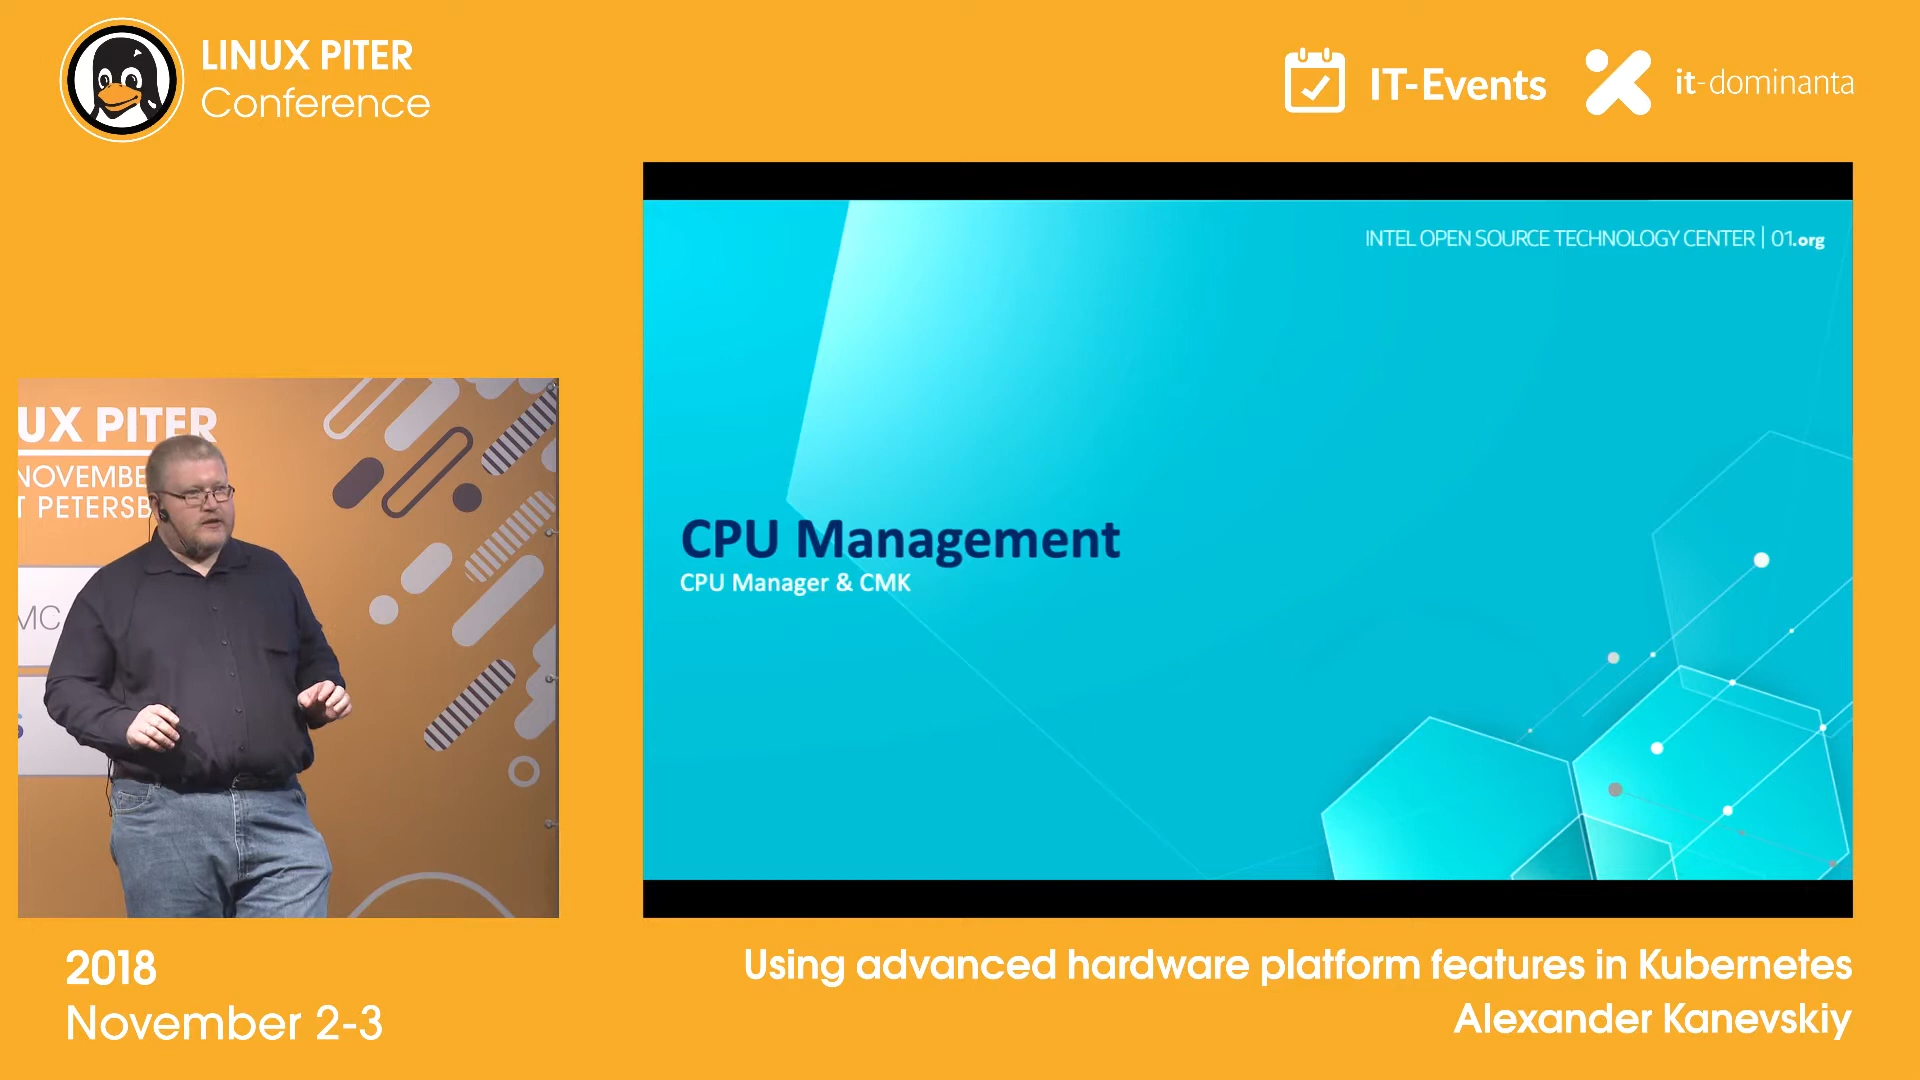 LINUX PITER
Conference
IT-Events
it-dominanta
INTEL OPEN SOURCE TECHNOLOGY CENTER | 01.org
CPU Management
CPU Manager & CMK
UX PITER
NOVEMBE
T PETERSB
MC
2018
November 2-3
Using advanced hardware platform features in Kubernetes
Alexander Kanevskiy